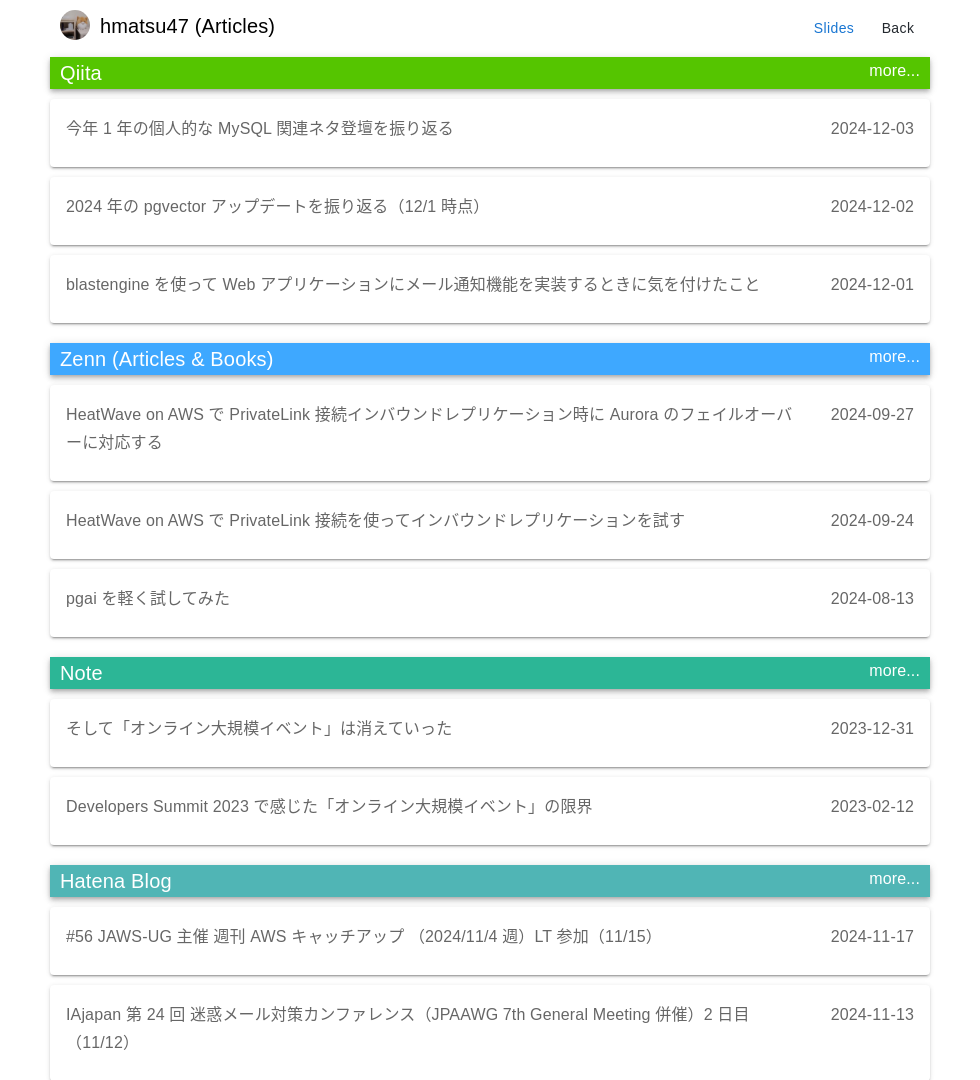 hmatsu47 (Articles)
Slides
Back
Qiita
more...
今年 1 年の個人的な MySQL 関連ネタ登壇を振り返る
2024-12-03
2024 年の pgvector アップデートを振り返る（12/1 時点）
2024-12-02
blastengine を使って Web アプリケーションにメール通知機能を実装するときに気を付けたこと
2024-12-01
Zenn (Articles & Books)
more...
HeatWave on AWS で PrivateLink 接続インバウンドレプリケーション時に Aurora のフェイルオーバ
ーに対応する
2024-09-27
HeatWave on AWS で PrivateLink 接続を使ってインバウンドレプリケーションを試す
2024-09-24
pgai を軽く試してみた
2024-08-13
Note
more...
そして「オンライン大規模イベント」は消えていった
2023-12-31
Developers Summit 2023 で感じた「オンライン大規模イベント」の限界
2023-02-12
Hatena Blog
more...
#56 JAWS-UG 主催 週刊 AWS キャッチアップ （2024/11/4 週）LT 参加（11/15）
2024-11-17
IAjapan 第 24 回 迷惑メール対策カンファレンス（JPAAWG 7th General Meeting 併催）2 日目
（11/12）
2024-11-13